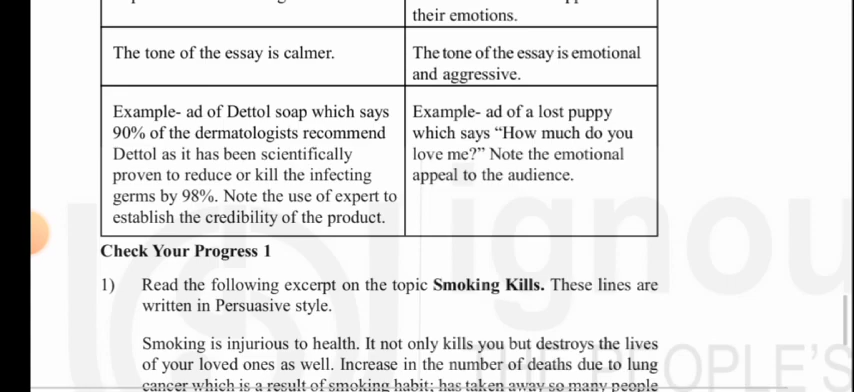 their emotions.
The tone of the essay is calmer.
The tone of the essay is emotional
and aggressive.
Example- ad of Dettol soap which says
90% of the dermatologists recommend
Dettol as it has been scientifically
proven to reduce or kill the infecting
germs by 98%. Note the use of expert to
establish the credibility of the product.
Example- ad of a lost puppy
which says “How much do you
love me?” Note the emotional
appeal to the audience.
Check Your Progress 1
1) Read the following excerpt on the topic Smoking Kills. These lines are
written in Persuasive style.
Smoking is injurious to health. It not only kills you but destroys the lives
of your loved ones as well. Increase in the number of deaths due to lung
cancer which is a result of smoking habit; has taken away so many people
ignou
THE PEOPLE'S